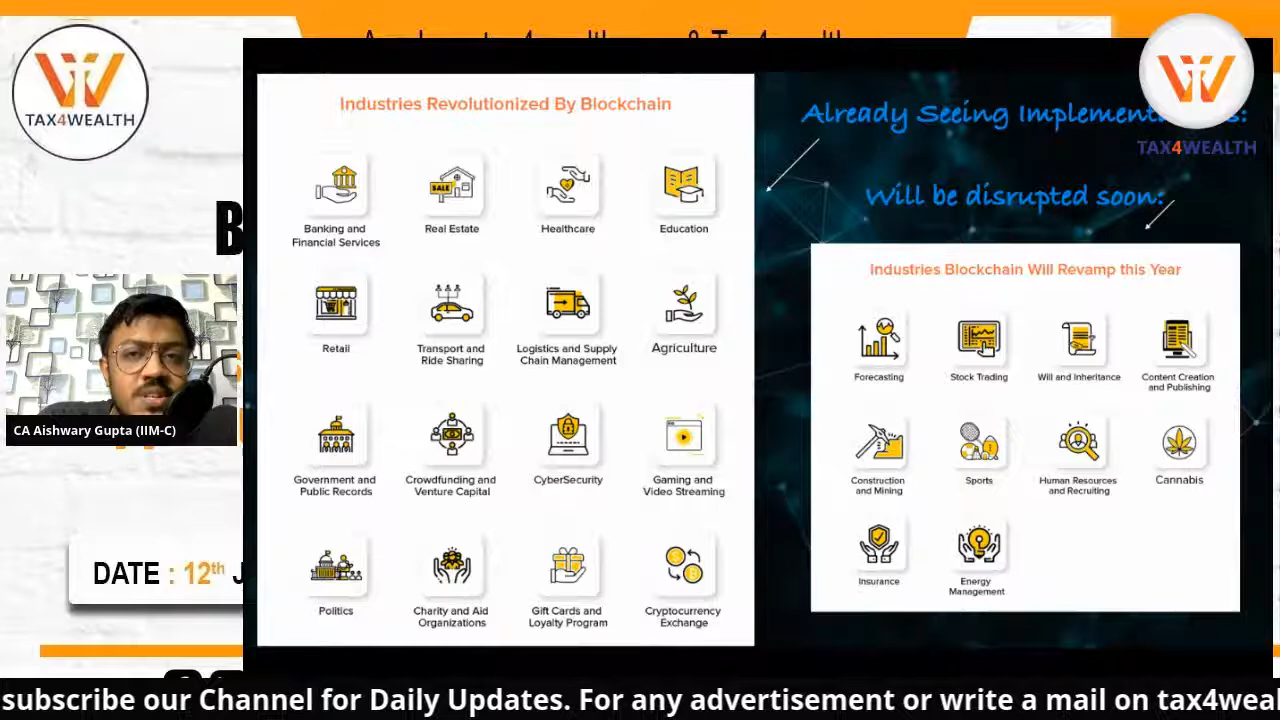 TAX4WEALTH
Industries Revolutionized By Blockchain
Banking and
Financial Services
Real Estate
SALE
Healthcare
Education
Retail
Transport and
Ride Sharing
Logistics and Supply
Chain Management
Agriculture
Government and
Public Records
Crowdfunding and
Venture Capital
CyberSecurity
Gaming and
Video Streaming
Politics
Charity and Aid
Organizations
Gift Cards and
Loyalty Program
Cryptocurrency
Exchange
Already Seeing
TAX4WEALTH
Will be disrupted soon:
Industries Blockchain Will Revamp this Year
Forecasting
Stock Trading
Will and Inheritance
Content Creation
and Publishing
Construction
and Mining
Sports
Human Resources
and Recruiting
Cannabis
Insurance
Energy
Management
B
CA Aishwary Gupta (IIM-C)
DATE : 12th J
subscribe our Channel for Daily Updates. For any advertisement or write a mail on tax4weal